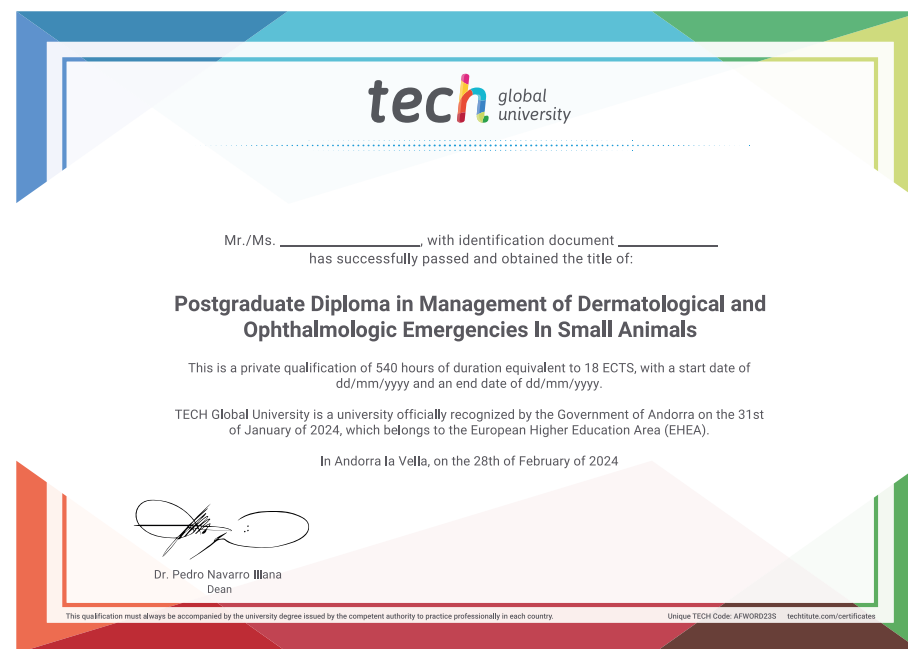 tech global university
Mr./Ms. ____________________, with identification document ______________
has successfully passed and obtained the title of:
Postgraduate Diploma in Management of Dermatological and
Ophthalmologic Emergencies In Small Animals
This is a private qualification of 540 hours of duration equivalent to 18 ECTS, with a start date of
dd/mm/yyyy and an end date of dd/mm/yyyy.
TECH Global University is a university officially recognized by the Government of Andorra on the 31st
of January of 2024, which belongs to the European Higher Education Area (EHEA).
In Andorra la Vella, on the 28th of February of 2024
Dr. Pedro Navarro Illana
Dean
This qualification must always be accompanied by the university degree issued by the competent authority to practice professionally in each country.
Unique TECH Code: AFWORD23S techtitute.com/certificates